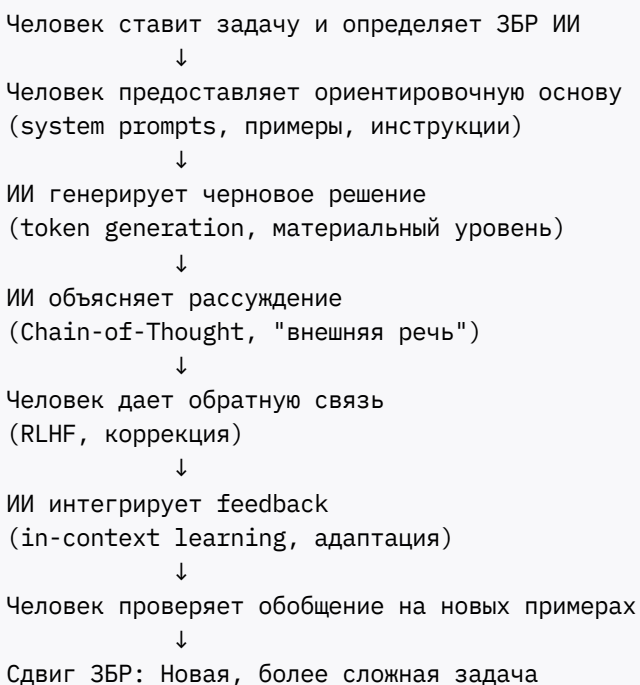 Человек ставит задачу и определяет ЗБР ИИ
↓
Человек предоставляет ориентировочную основу
(system prompts, примеры, инструкции)
↓
ИИ генерирует черновое решение
(token generation, материальный уровень)
↓
ИИ объясняет рассуждение
(Chain-of-Thought, "внешняя речь")
↓
Человек дает обратную связь
(RLHF, коррекция)
↓
ИИ интегрирует feedback
(in-context learning, адаптация)
↓
Человек проверяет обобщение на новых примерах
↓
Сдвиг ЗБР: Новая, более сложная задача